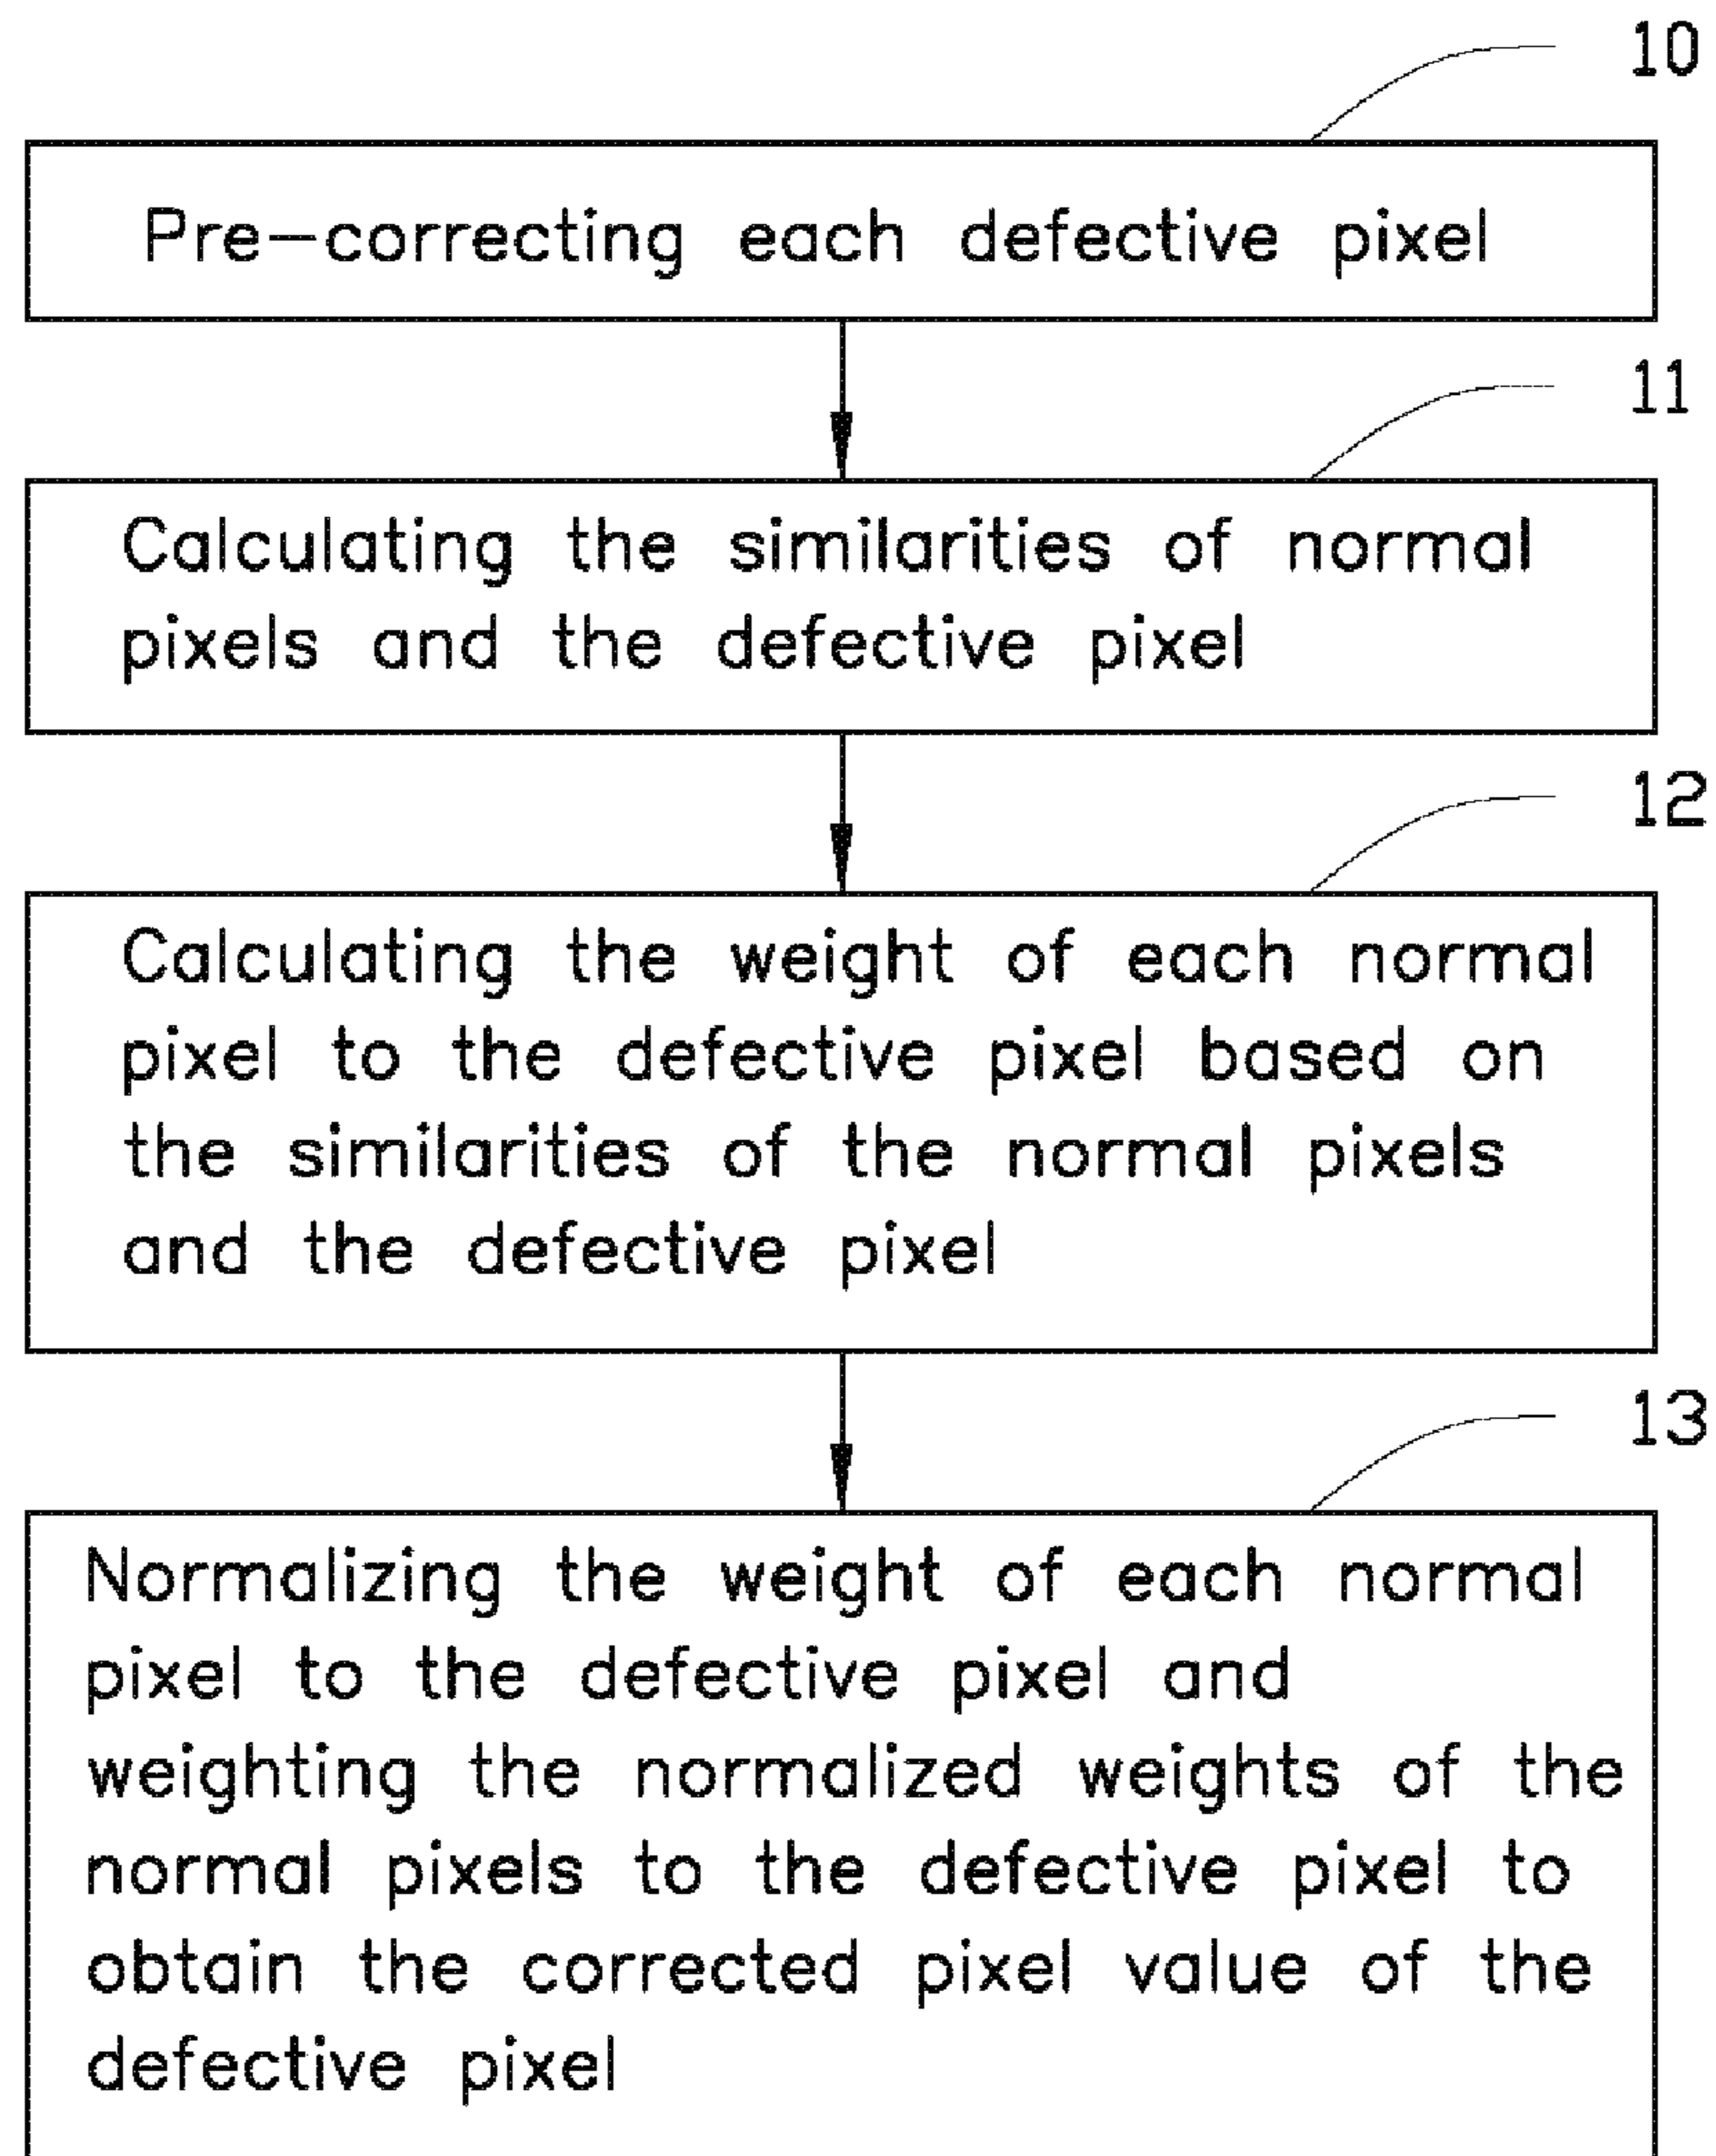 10
Pre-correcting each defective pixel
11
Calculating the similarities of normal
pixels and the defective pixel
12
Calculating the weight of each normal
pixel to the defective pixel based on
the similarities of the normal pixels
and the defective pixel
13
Normalizing the weight of each normal
pixel to the defective pixel and
weighting the normalized weights of the
normal pixels to the defective pixel to
obtain the corrected pixel value of the
defective pixel